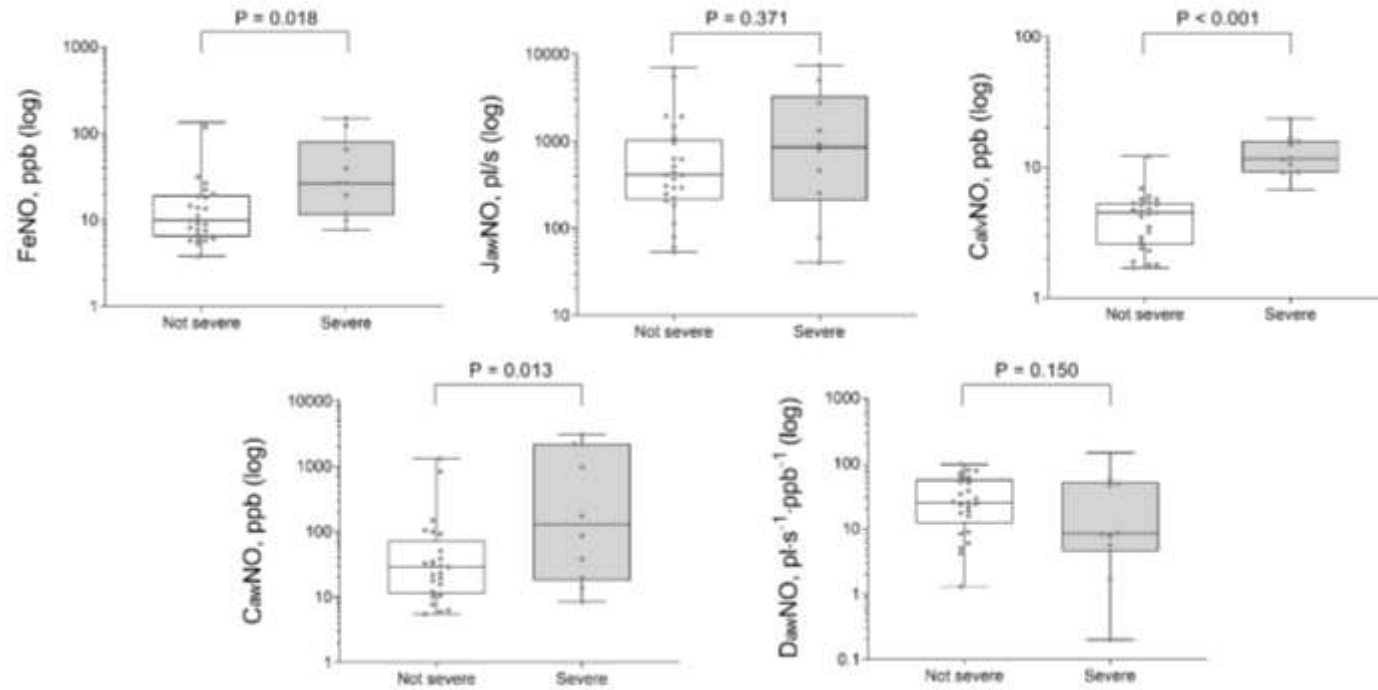 P = 0.018
FeNO, ppb (log)
1000
100
10
1
Not severe
Severe
P = 0.371
JawNO, pl/s (log)
10000
1000
100
10
Not severe
Severe
P < 0.001
CalvNO, ppb (log)
100
10
1
Not severe
Severe
P = 0.013
CawNO, ppb (log)
10000
1000
100
10
1
Not severe
Severe
P = 0.150
DawNO, pl·s⁻¹·ppb⁻¹ (log)
1000
100
10
1
0.1
Not severe
Severe